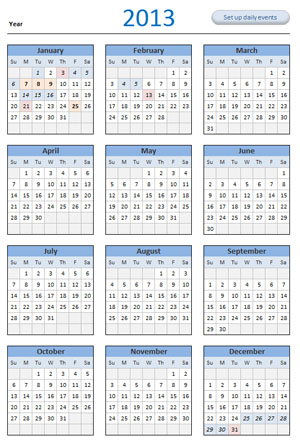 Year
2013
Set up daily events
January
Su M Tu W Th F Sa
1 2 3 4 5
6 7 8 9 10 11 12
13 14 15 16 17 18 19
20 21 22 23 24 25 26
27 28 29 30 31
February
Su M Tu W Th F Sa
1 2
3 4 5 6 7 8 9
10 11 12 13 14 15 16
17 18 19 20 21 22 23
24 25 26 27 28
March
Su M Tu W Th F Sa
1 2
3 4 5 6 7 8 9
10 11 12 13 14 15 16
17 18 19 20 21 22 23
24 25 26 27 28 29 30
31
April
Su M Tu W Th F Sa
1 2 3 4 5 6
7 8 9 10 11 12 13
14 15 16 17 18 19 20
21 22 23 24 25 26 27
28 29 30
May
Su M Tu W Th F Sa
1 2 3 4
5 6 7 8 9 10 11
12 13 14 15 16 17 18
19 20 21 22 23 24 25
26 27 28 29 30 31
June
Su M Tu W Th F Sa
1
2 3 4 5 6 7 8
9 10 11 12 13 14 15
16 17 18 19 20 21 22
23 24 25 26 27 28 29
30
July
Su M Tu W Th F Sa
1 2 3 4 5 6
7 8 9 10 11 12 13
14 15 16 17 18 19 20
21 22 23 24 25 26 27
28 29 30 31
August
Su M Tu W Th F Sa
1 2 3
4 5 6 7 8 9 10
11 12 13 14 15 16 17
18 19 20 21 22 23 24
25 26 27 28 29 30 31
September
Su M Tu W Th F Sa
1 2 3 4 5 6 7
8 9 10 11 12 13 14
15 16 17 18 19 20 21
22 23 24 25 26 27 28
29 30
October
Su M Tu W Th F Sa
1 2 3 4 5
6 7 8 9 10 11 12
13 14 15 16 17 18 19
20 21 22 23 24 25 26
27 28 29 30 31
November
Su M Tu W Th F Sa
1 2
3 4 5 6 7 8 9
10 11 12 13 14 15 16
17 18 19 20 21 22 23
24 25 26 27 28 29 30
December
Su M Tu W Th F Sa
1 2 3 4 5 6 7
8 9 10 11 12 13 14
15 16 17 18 19 20 21
22 23 24 25 26 27 28
29 30 31